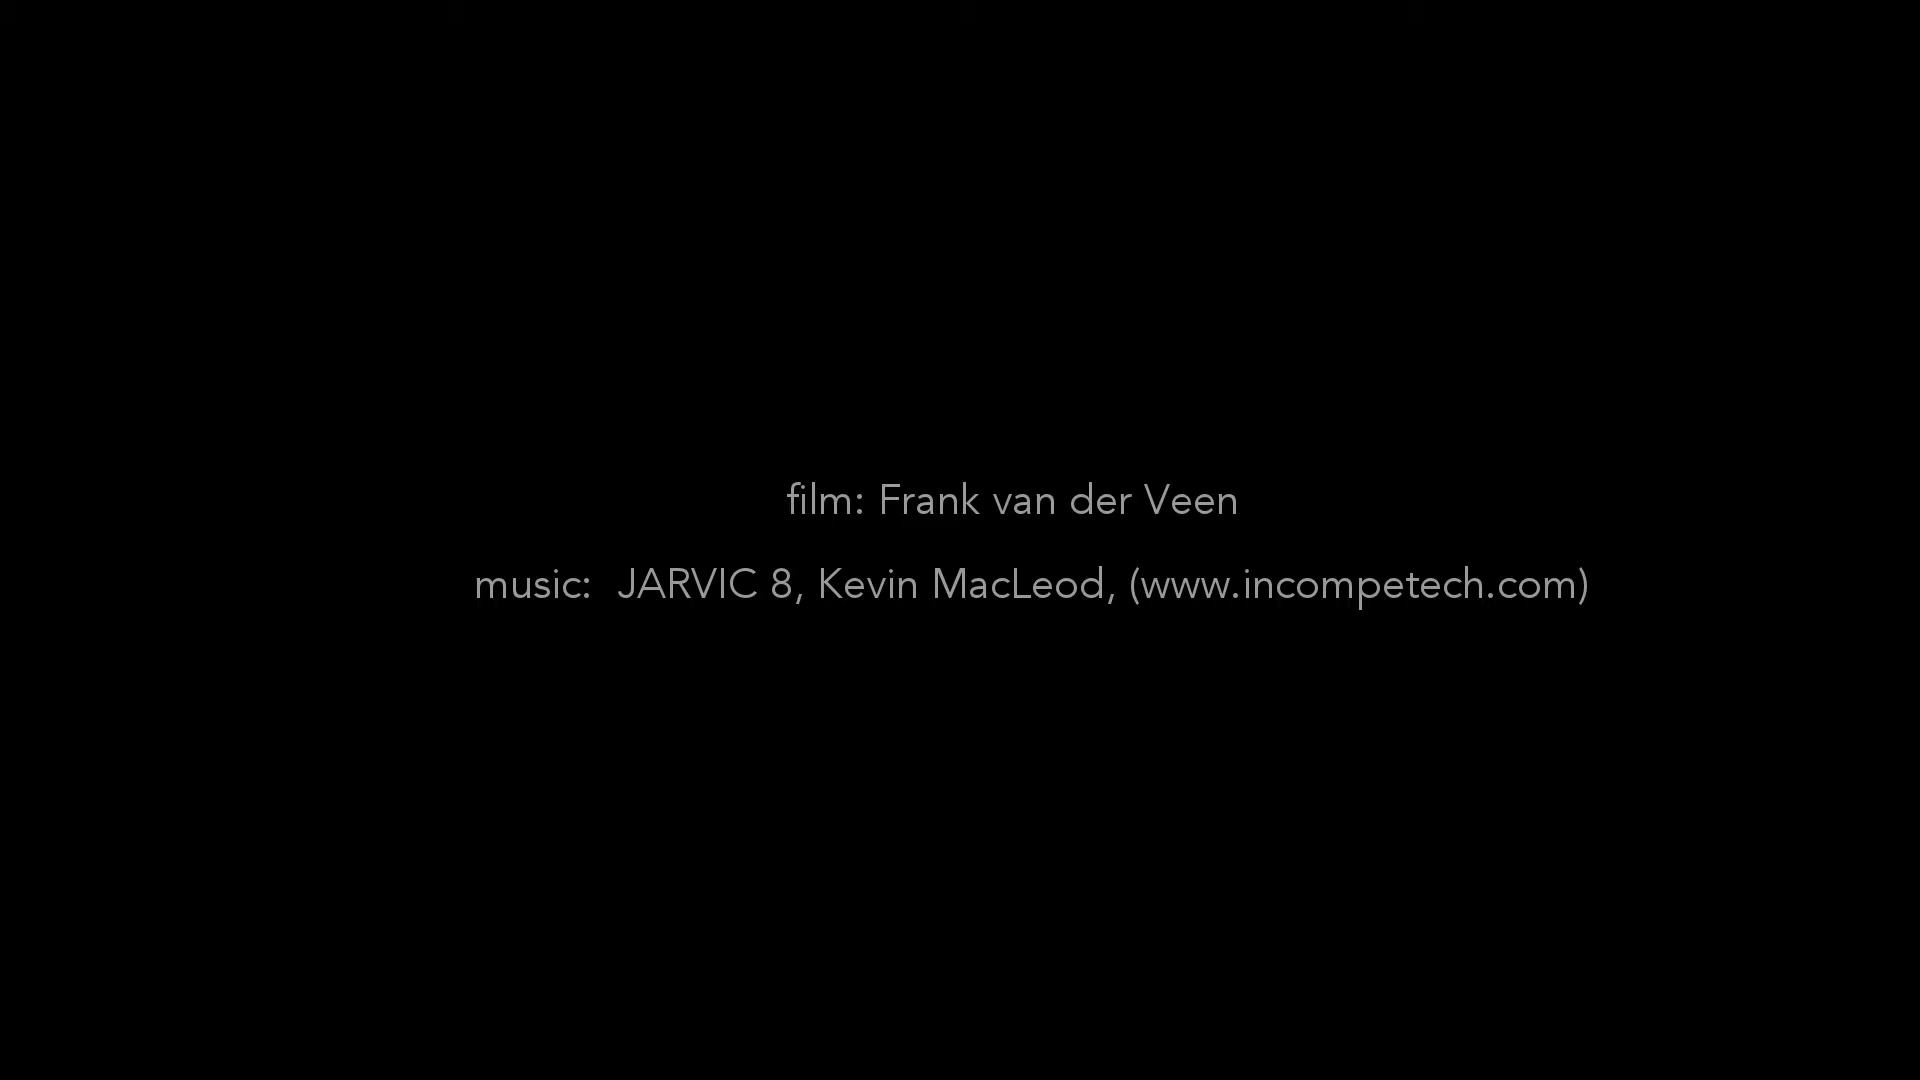 film: Frank van der Veen
music:  JARVIC 8, Kevin MacLeod, (www.incompetech.com)